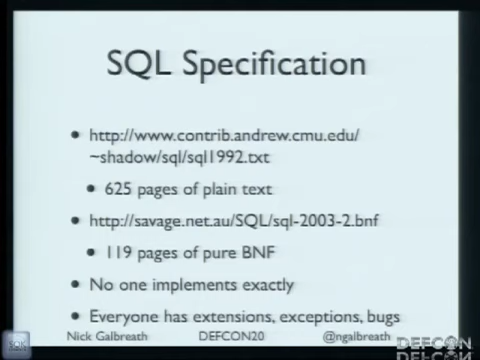 SQL Specification
• http://www.contrib.andrew.cmu.edu/
~shadow/sql/sql1992.txt
• 625 pages of plain text
• http://savage.net.au/SQL/sql-2003-2.bnf
• 119 pages of pure BNF
• No one implements exactly
• Everyone has extensions, exceptions, bugs
Nick Galbreath DEFCON20 @ngalbreath
DEFCON
DEFCON